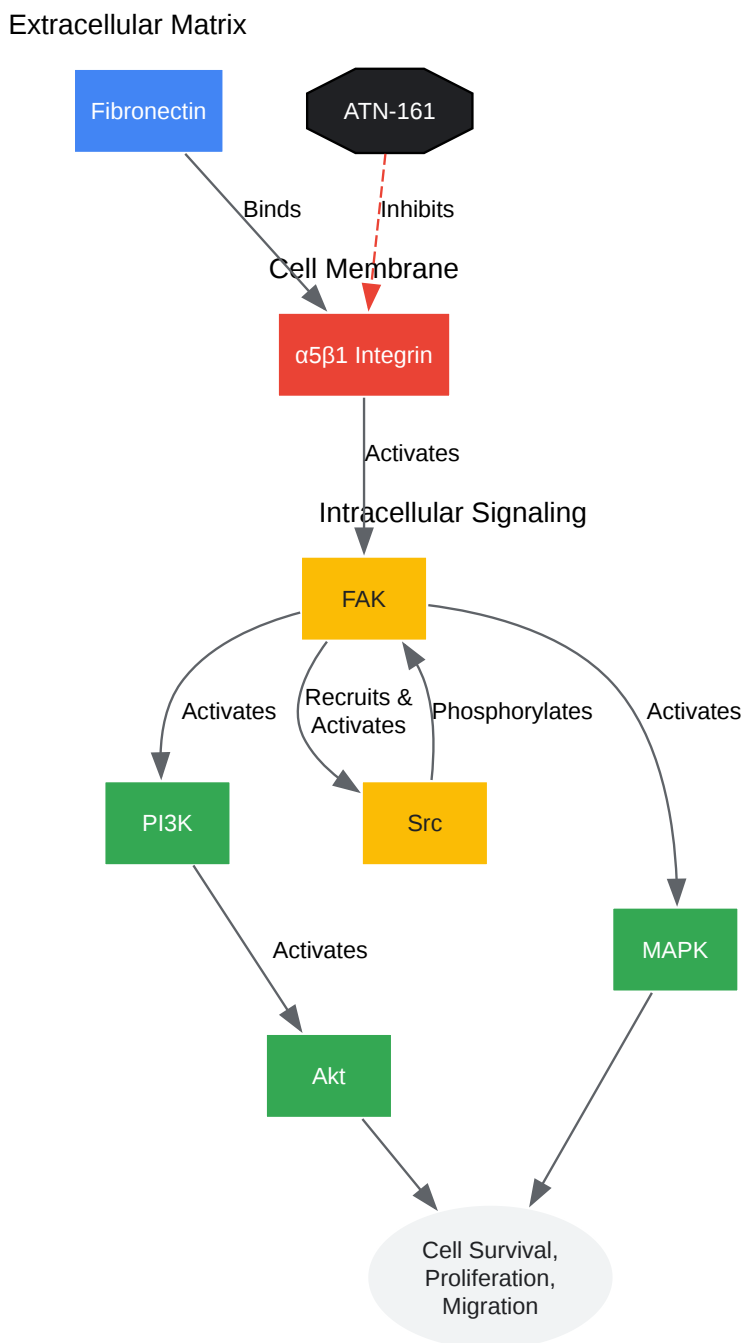 Extracellular Matrix
Fibronectin
ATN-161
Binds
Inhibits
Cell Membrane
α5β1 Integrin
Activates
Intracellular Signaling
FAK
Activates
Recruits &
Activates
Phosphorylates
Activates
PI3K
Src
Activates
MAPK
Akt
Cell Survival,
Proliferation,
Migration